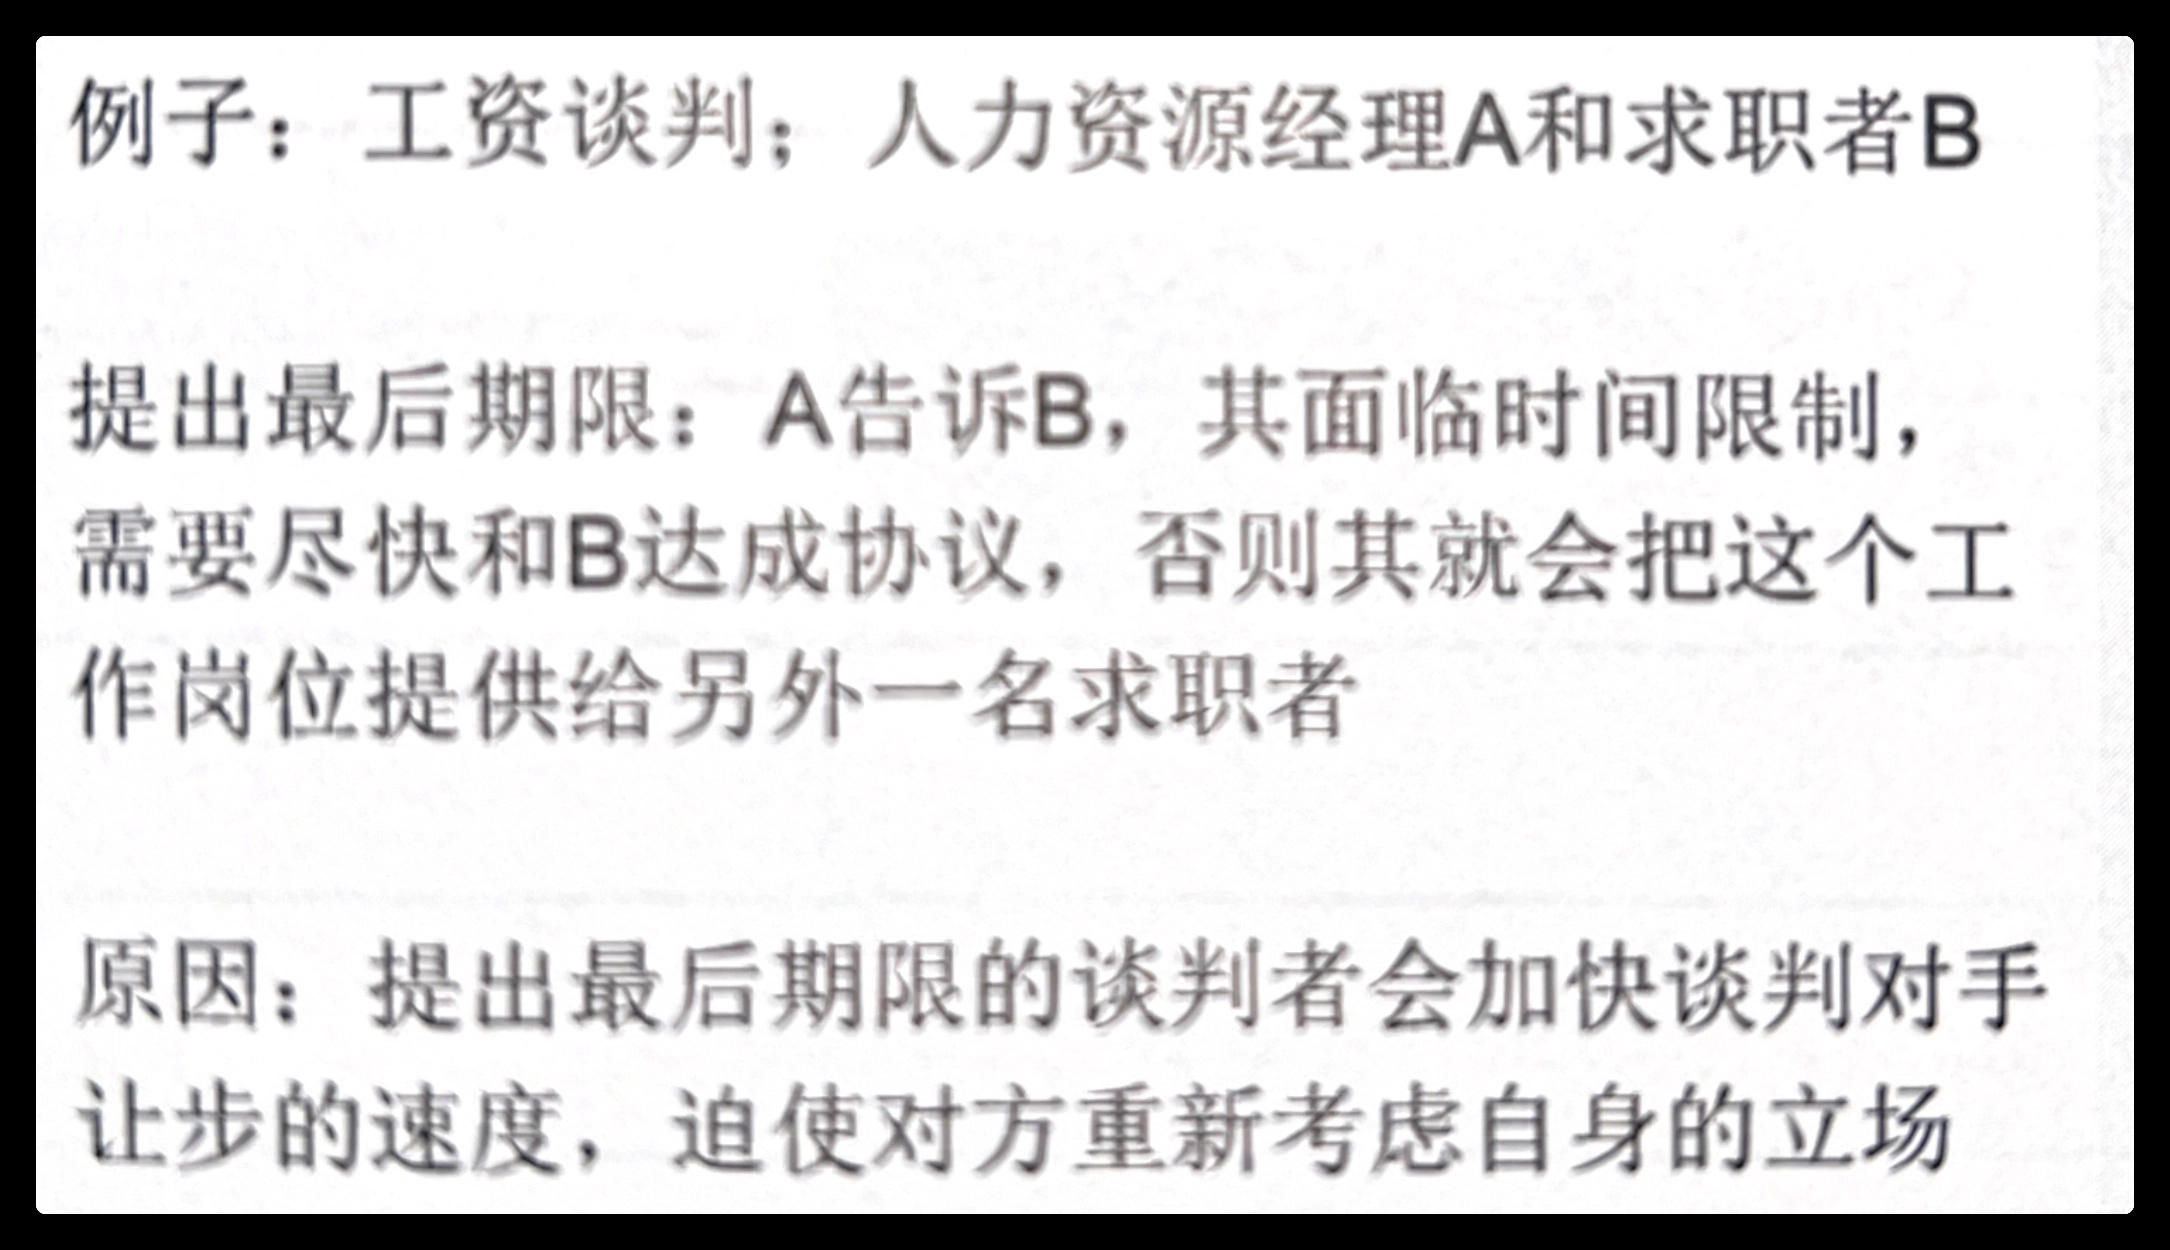 例子：工资谈判；人力资源经理A和求职者B
提出最后期限：A告诉B，其面临时间限制，
需要尽快和B达成协议，否则其就会把这个工
作岗位提供给另外一名求职者
原因：提出最后期限的谈判者会加快谈判对手
让步的速度，迫使对方重新考虑自身的立场